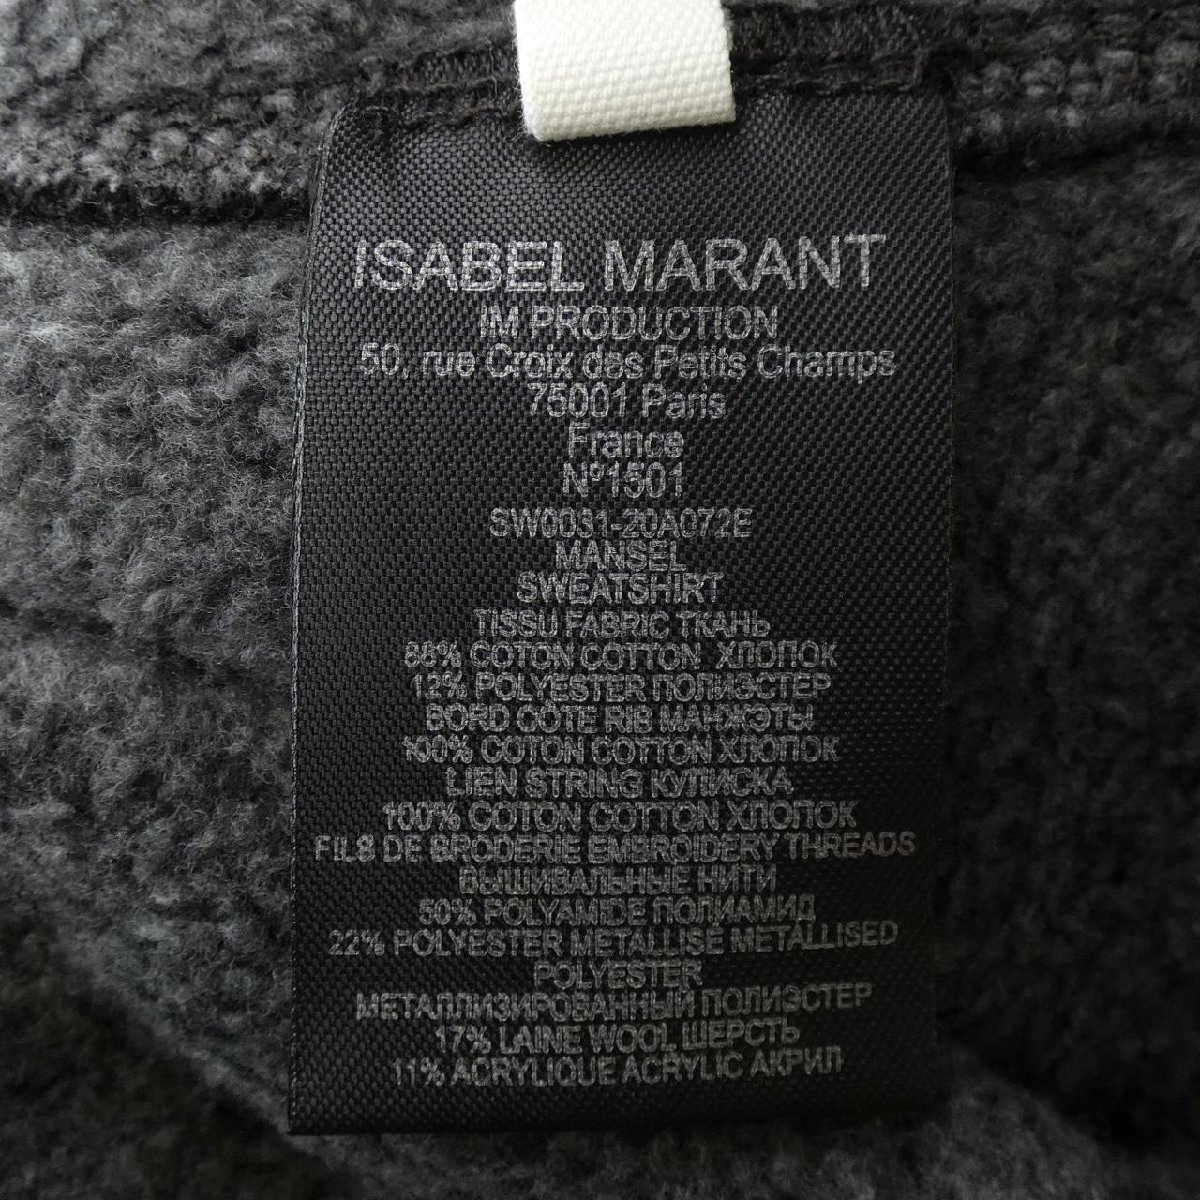 ISABEL MARANT
IM PRODUCTION
50, rue Croix des Petits Champs
75001 Paris
France
Nº1501
SW0031-20A072E
MANSEL
SWEATSHIRT
TISSU FABRIC ТКАНЬ
88% COTON COTTON ХЛОПОК
12% POLYESTER ПОЛИЭСТЕР
BORD CÔTE RIB МАНЖЭТЫ
100% COTON COTTON ХЛОПОК
LIEN STRING КУЛИСКА
100% COTON COTTON ХЛОПОК
FILS DE BRODERIE EMBROIDERY THREADS
ВЫШИВАЛЬНЫЕ НИТИ
50% POLYAMIDE ПОЛИАМИД
22% POLYESTER METALLISÉ METALLISED
POLYESTER
МЕТАЛЛИЗИРОВАННЫЙ ПОЛИЭСТЕР
17% LAINE WOOL ШЕРСТЬ
11% ACRYLIQUE ACRYLIC АКРИЛ